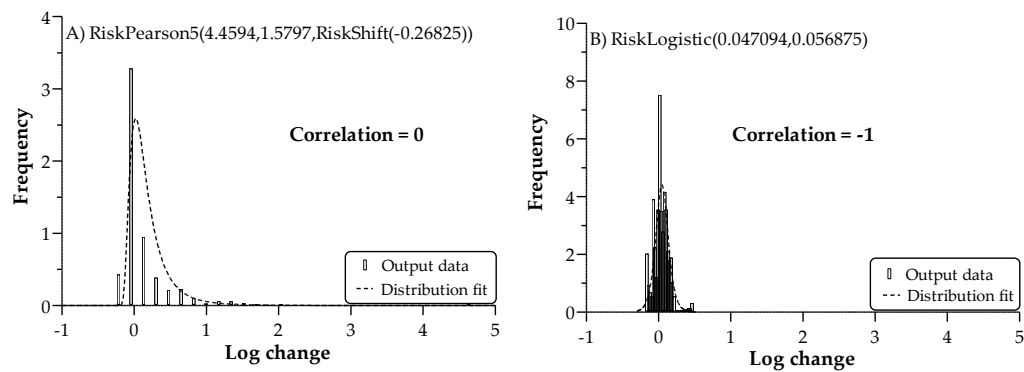 A) RiskPearson5(4.4594,1.5797,RiskShift(-0.26825))
Correlation = 0
Frequency
4
3
2
1
0
Output data
Distribution fit
-1 0 1 2 3 4 5
Log change
B) RiskLogistic(0.047094,0.056875)
Correlation = -1
Frequency
10
8
6
4
2
0
Output data
Distribution fit
-1 0 1 2 3 4 5
Log change